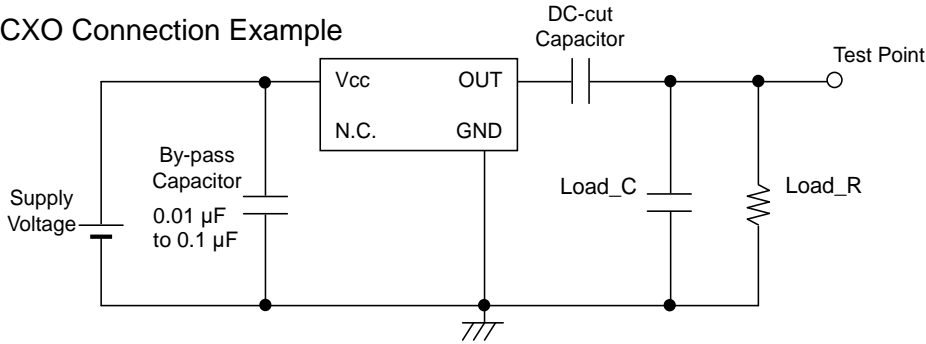 CXO Connection Example
DC-cut
Capacitor
Test Point
Vcc
OUT
N.C.
GND
By-pass
Capacitor
0.01 µF
to 0.1 µF
Supply
Voltage
Load_C
Load_R